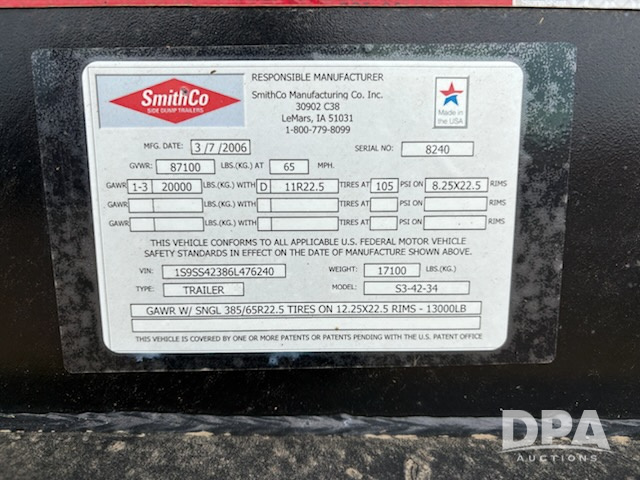 SmithCo
SIDE DUMP TRAILERS
RESPONSIBLE MANUFACTURER
SmithCo Manufacturing Co. Inc.
30902 C38
LeMars, IA 51031
1-800-779-8099
Made in
the USA
MFG. DATE: 3 /7 /2006 SERIAL NO: 8240
GVWR: 87100 LBS.(KG.) AT 65 MPH.
GAWR 1-3 20000 LBS.(KG.) WITH D 11R22.5 TIRES AT 105 PSI ON 8.25X22.5 RIMS
GAWR LBS.(KG.) WITH TIRES AT PSI ON RIMS
GAWR LBS.(KG.) WITH TIRES AT PSI ON RIMS
THIS VEHICLE CONFORMS TO ALL APPLICABLE U.S. FEDERAL MOTOR VEHICLE
SAFETY STANDARDS IN EFFECT ON THE DATE OF MANUFACTURE SHOWN ABOVE.
VIN: 1S9SS42386L476240 WEIGHT: 17100 LBS.(KG.)
TYPE: TRAILER MODEL: S3-42-34
GAWR W/ SNGL 385/65R22.5 TIRES ON 12.25X22.5 RIMS - 13000LB
THIS VEHICLE IS COVERED BY ONE OR MORE PATENTS OR PATENTS PENDING WITH THE U.S. PATENT OFFICE
DPA
AUCTIONS